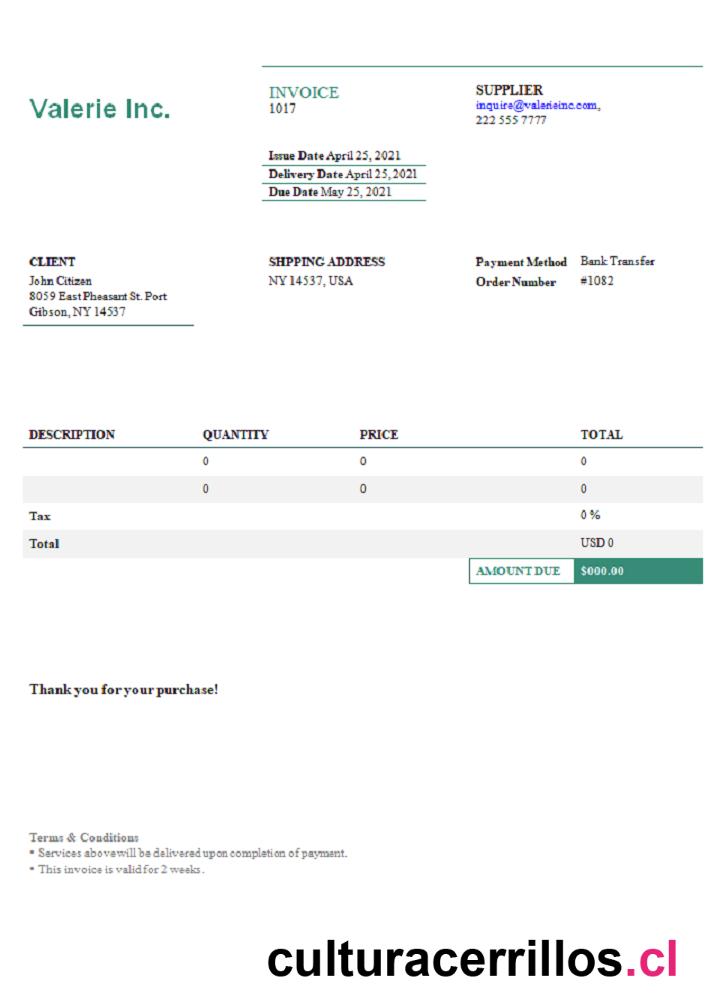 Valerie Inc.
INVOICE
1017
SUPPLIER
inquire@valerieinc.com,
222 555 7777
Issue Date April 25, 2021
Delivery Date April 25, 2021
Due Date May 25, 2021
CLIENT
John Citizen
8059 East Pheasant St. Port
Gibson, NY 14537
SHPPING ADDRESS
NY 14537, USA
Payment Method Bank Transfer
Order Number #1082
DESCRIPTION QUANTITY PRICE TOTAL
0 0 0
0 0 0
Tax 0 %
Total USD 0
AMOUNT DUE $000.00
Thank you for your purchase!
Terms & Conditions
▪ Services above will be delivered upon completion of payment.
▪ This invoice is valid for 2 weeks.
culturacerrillos.cl